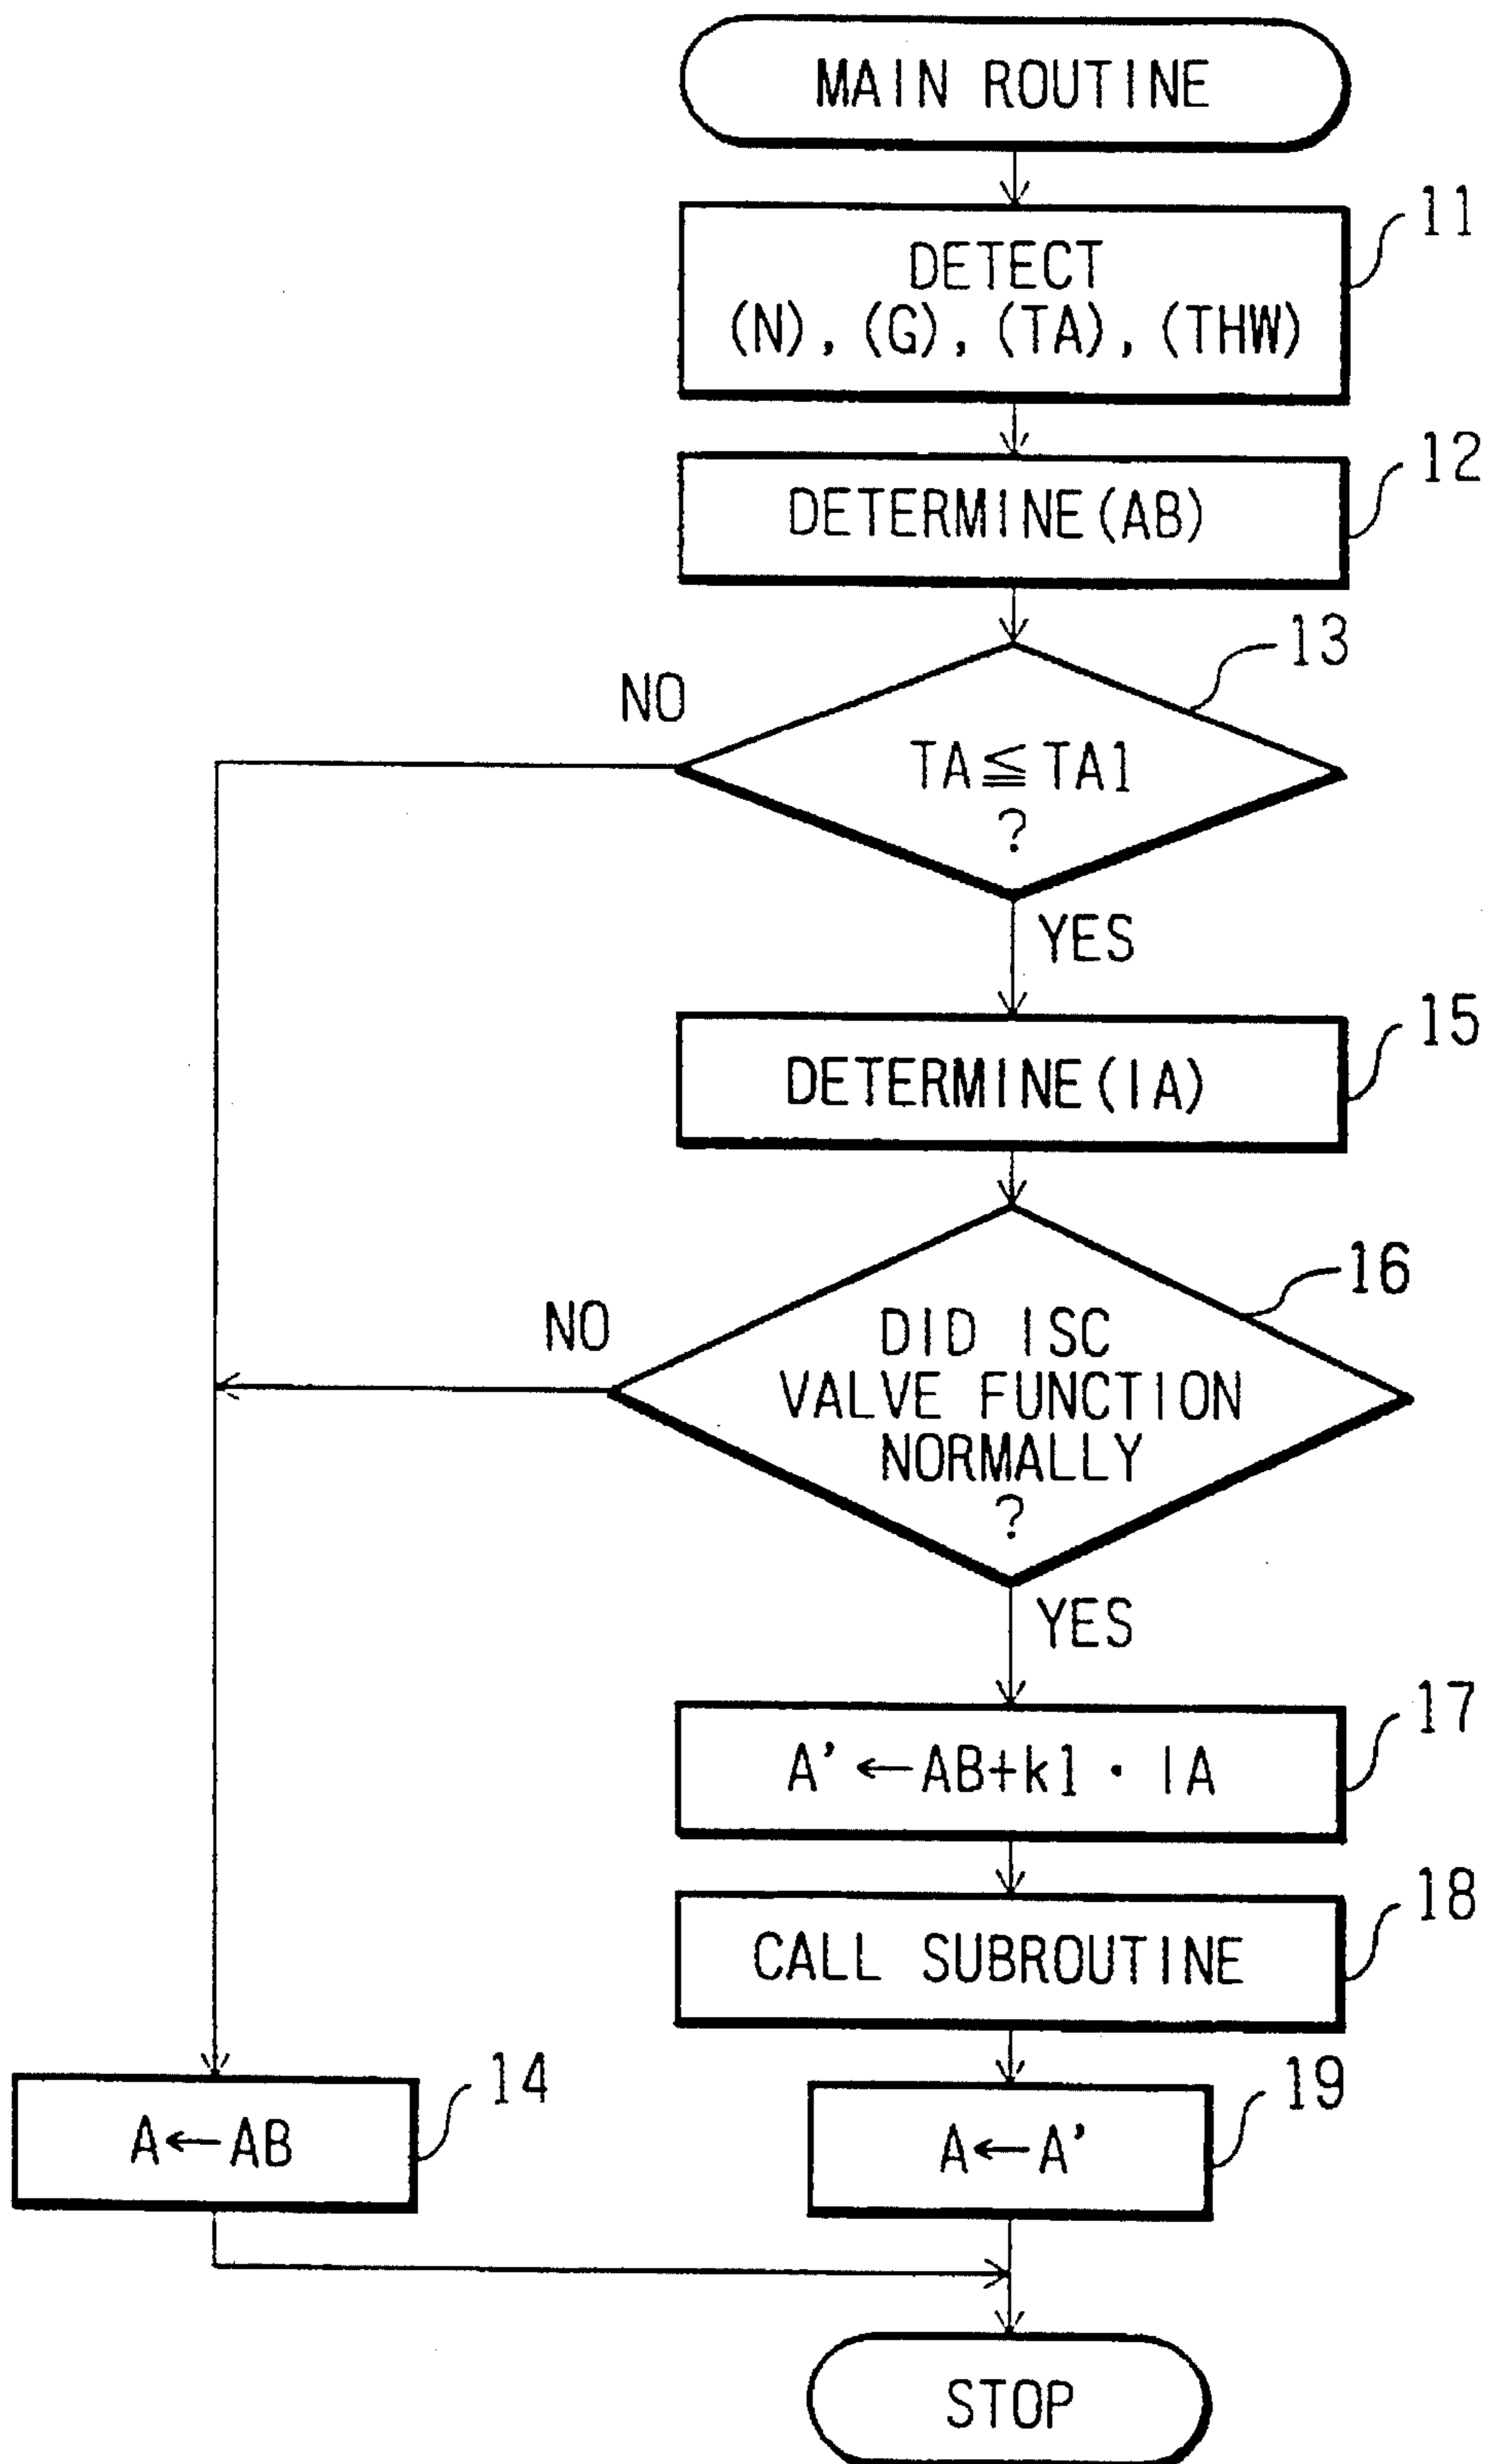 MAIN ROUTINE
DETECT
(N), (G), (TA), (THW)
11
DETERMINE(AB)
12
13
NO
TA≦TA1
?
YES
DETERMINE(IA)
15
16
NO
DID ISC
VALVE FUNCTION
NORMALLY
?
YES
A'←AB+k1・IA
17
CALL SUBROUTINE
18
A←AB
14
A←A'
19
STOP